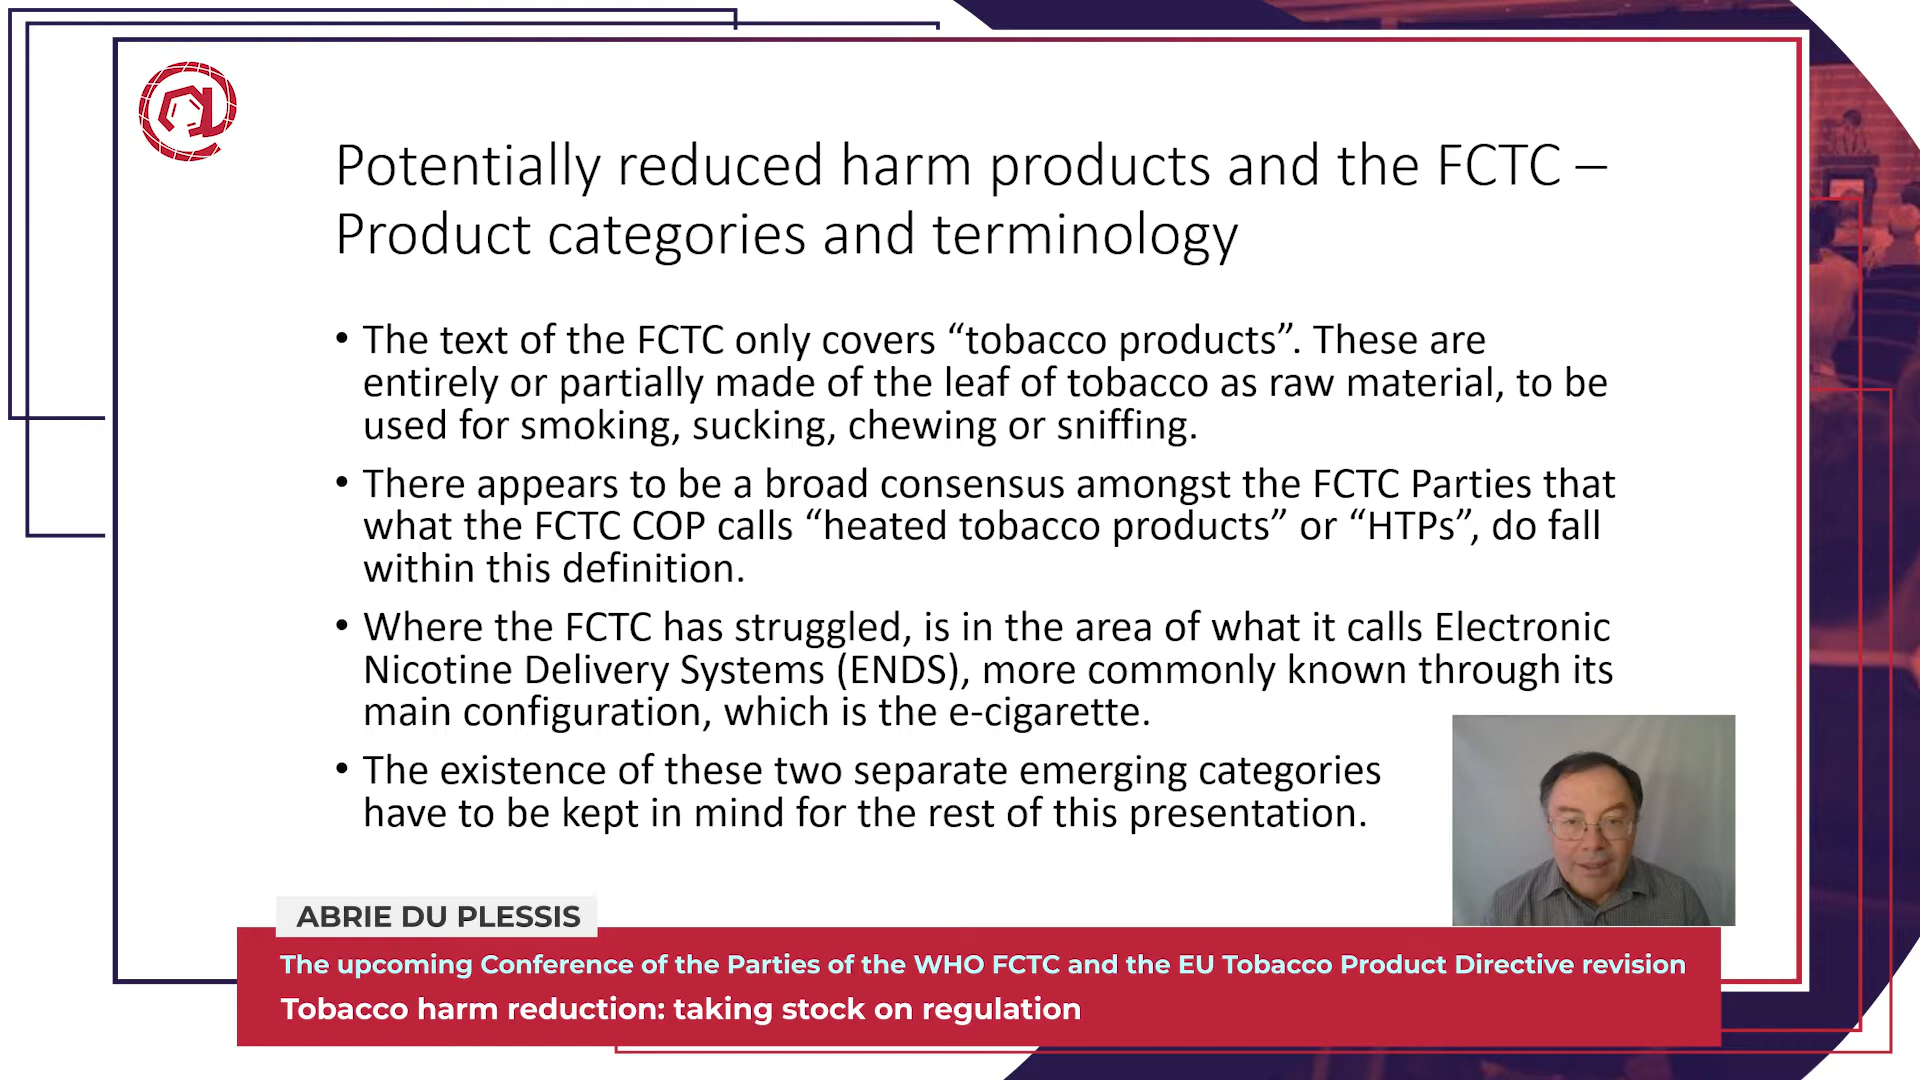 Potentially reduced harm products and the FCTC –
Product categories and terminology
• The text of the FCTC only covers “tobacco products”. These are
entirely or partially made of the leaf of tobacco as raw material, to be
used for smoking, sucking, chewing or sniffing.
• There appears to be a broad consensus amongst the FCTC Parties that
what the FCTC COP calls “heated tobacco products” or “HTPs”, do fall
within this definition.
• Where the FCTC has struggled, is in the area of what it calls Electronic
Nicotine Delivery Systems (ENDS), more commonly known through its
main configuration, which is the e-cigarette.
• The existence of these two separate emerging categories
have to be kept in mind for the rest of this presentation.
ABRIE DU PLESSIS
The upcoming Conference of the Parties of the WHO FCTC and the EU Tobacco Product Directive revision
Tobacco harm reduction: taking stock on regulation